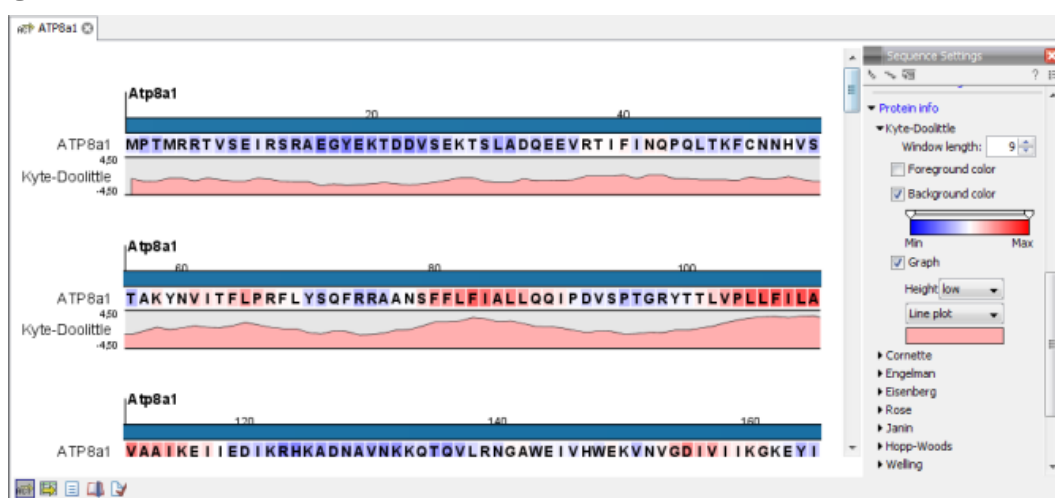 ATP8a1
Atp8a1
20 40
ATP8a1 MPTMRRTVSEIRSRAEGYEKTDDVSEKTSLADQEEVRTIFINQPQLTKFCNNHVS
4,50
Kyte-Doolittle
-4,50
Atp8a1
60 80 100
ATP8a1 TAKYNVITFLPRFLYSQFRRAANSFFLFIALLQQIPDVSPTGRYTTLVPLLFILA
4,50
Kyte-Doolittle
-4,50
Atp8a1
120 140 160
ATP8a1 VAAIKEIIEDIKRHKADNAVNKKQTQVLRNGAWEIVHWEKVNVGDIVIIKGKEYI
Sequence Settings
?
Protein info
Kyte-Doolittle
Window length: 9
Foreground color
Background color
Min Max
Graph
Height low
Line plot
Cornette
Engelman
Eisenberg
Rose
Janin
Hopp-Woods
Welling